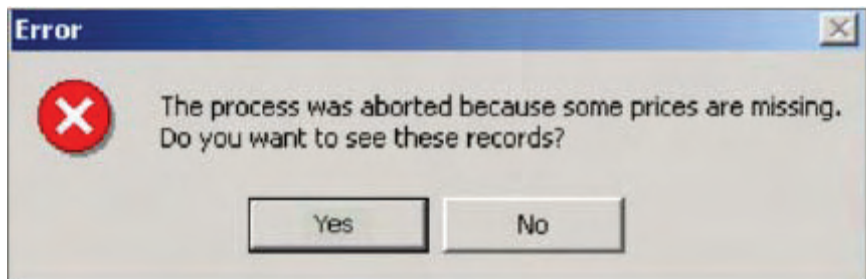 Error
The process was aborted because some prices are missing.
Do you want to see these records?
Yes
No